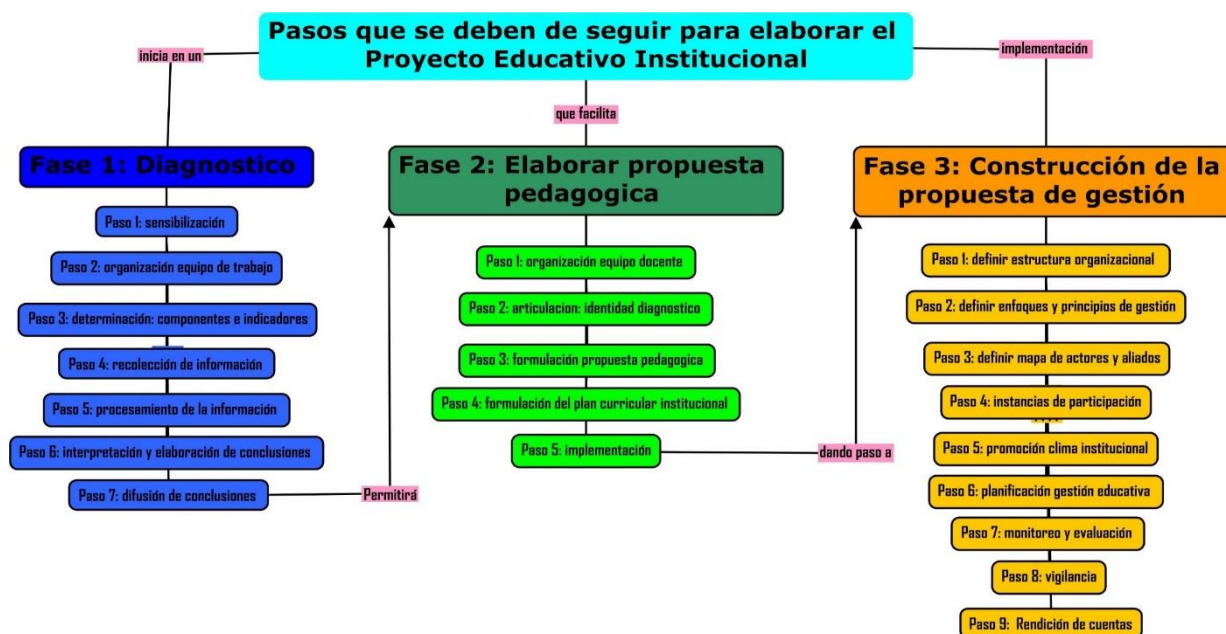 Pasos que se deben de seguir para elaborar el
Proyecto Educativo Institucional
inicia en un
que facilita
implementación
Fase 1: Diagnostico
Paso 1: sensibilización
Paso 2: organización equipo de trabajo
Paso 3: determinación: componentes e indicadores
Paso 4: recolección de información
Paso 5: procesamiento de la información
Paso 6: interpretación y elaboración de conclusiones
Paso 7: difusión de conclusiones
Permitirá
Fase 2: Elaborar propuesta
pedagogica
Paso 1: organización equipo docente
Paso 2: articulacion: identidad diagnostico
Paso 3: formulación propuesta pedagogica
Paso 4: formulación del plan curricular institucional
Paso 5: implementación
dando paso a
Fase 3: Construcción de la
propuesta de gestión
Paso 1: definir estructura organizacional
Paso 2: definir enfoques y principios de gestión
Paso 3: definir mapa de actores y aliados
Paso 4: instancias de participación
Paso 5: promoción clima institucional
Paso 6: planificación gestión educativa
Paso 7: monitoreo y evaluación
Paso 8: vigilancia
Paso 9: Rendición de cuentas